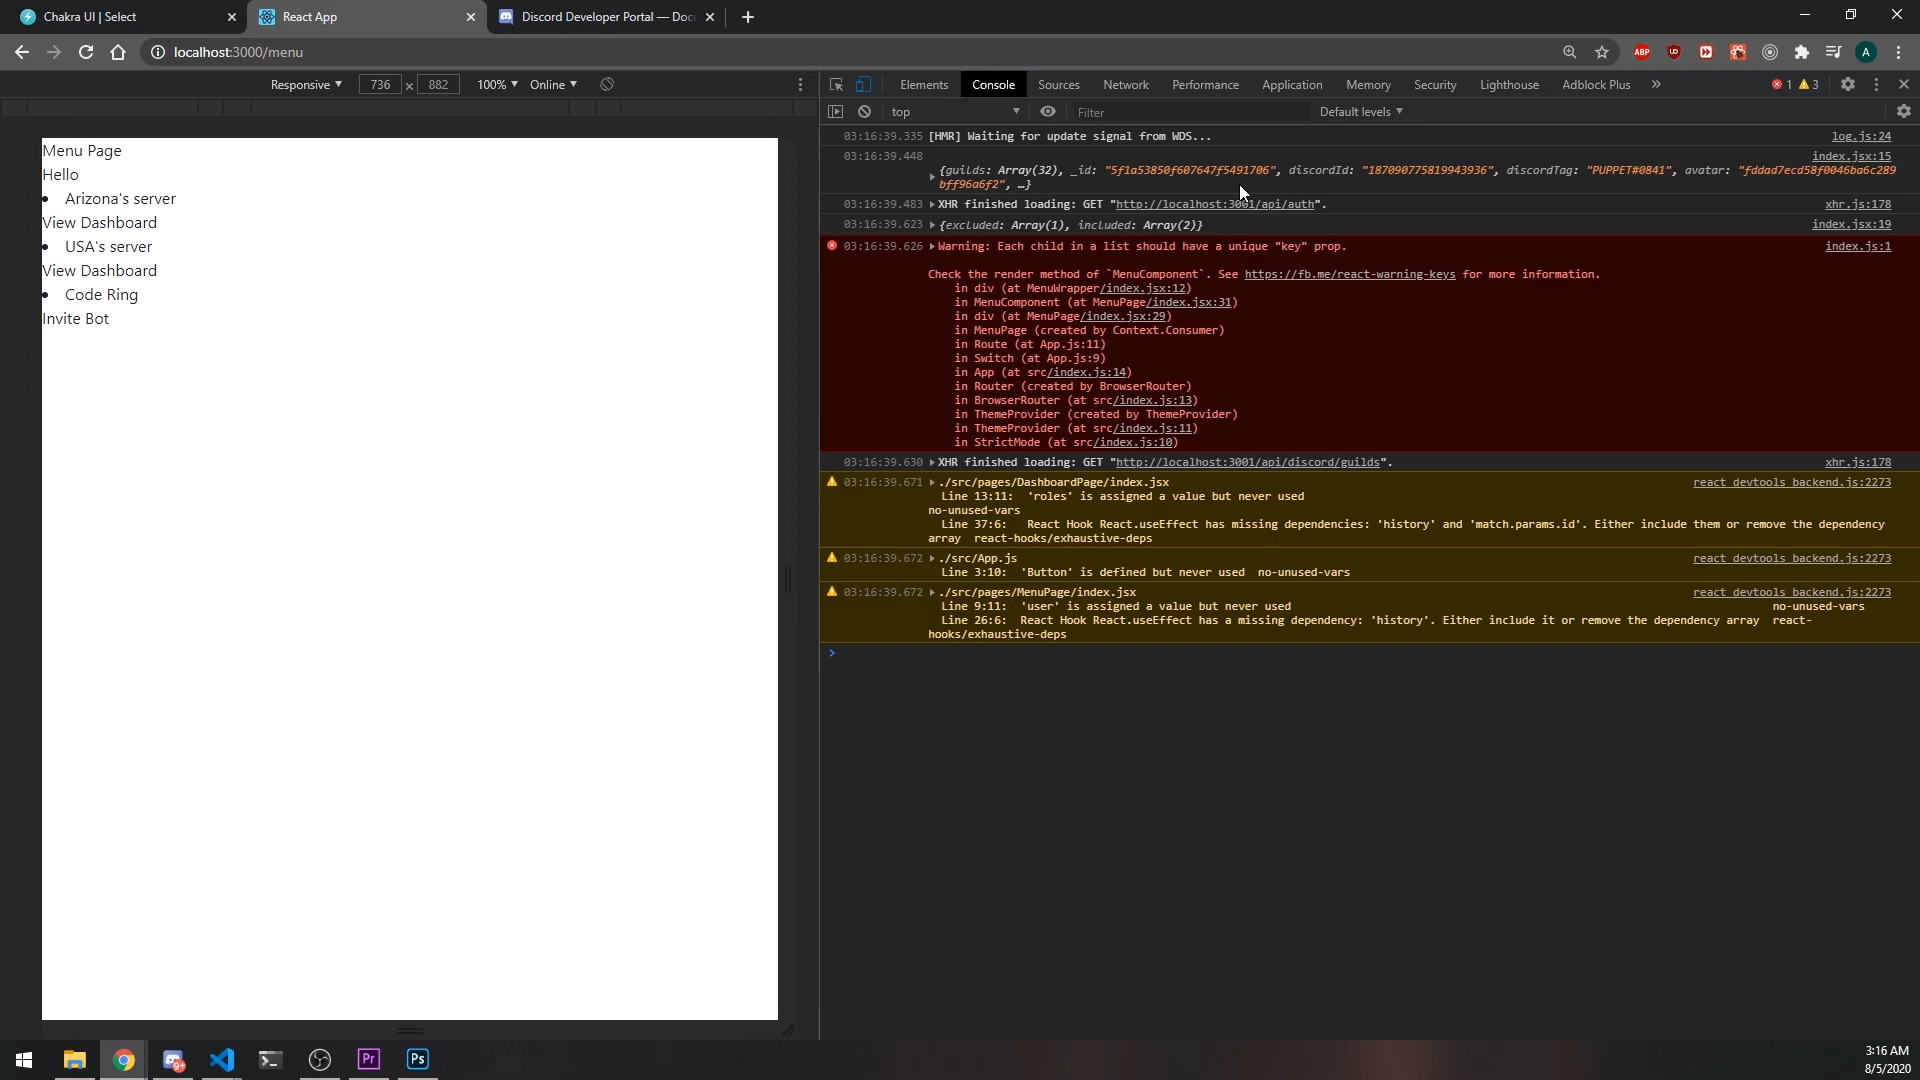 Chakra UI | Select
React App
Discord Developer Portal — Doc
localhost:3000/menu
ABP
A
Responsive
736 × 882
100%
Online
Elements
Console
Sources
Network
Performance
Application
Memory
Security
Lighthouse
Adblock Plus
1
3
top
Filter
Default levels
Menu Page
Hello
Arizona's server
View Dashboard
USA's server
View Dashboard
Code Ring
Invite Bot
03:16:39.335 [HMR] Waiting for update signal from WDS... log.js:24
03:16:39.448 index.jsx:15
{guilds: Array(32), _id: "5f1a53850f607647f5491706", discordId: "187090775819943936", discordTag: "PUPPET#0841", avatar: "fddad7ecd58f0046ba6c289
bff96a6f2", …}
03:16:39.483 XHR finished loading: GET "http://localhost:3001/api/auth". xhr.js:178
03:16:39.623 {excluded: Array(1), included: Array(2)} index.jsx:19
03:16:39.626 Warning: Each child in a list should have a unique "key" prop. index.js:1
Check the render method of `MenuComponent`. See https://fb.me/react-warning-keys for more information.
in div (at MenuWrapper/index.jsx:12)
in MenuComponent (at MenuPage/index.jsx:31)
in div (at MenuPage/index.jsx:29)
in MenuPage (created by Context.Consumer)
in Route (at App.js:11)
in Switch (at App.js:9)
in App (at src/index.js:14)
in Router (created by BrowserRouter)
in BrowserRouter (at src/index.js:13)
in ThemeProvider (created by ThemeProvider)
in ThemeProvider (at src/index.js:11)
in StrictMode (at src/index.js:10)
03:16:39.630 XHR finished loading: GET "http://localhost:3001/api/discord/guilds". xhr.js:178
03:16:39.671 ./src/pages/DashboardPage/index.jsx react_devtools_backend.js:2273
Line 13:11: 'roles' is assigned a value but never used
no-unused-vars
Line 37:6: React Hook React.useEffect has missing dependencies: 'history' and 'match.params.id'. Either include them or remove the dependency
array react-hooks/exhaustive-deps
03:16:39.672 ./src/App.js react_devtools_backend.js:2273
Line 3:10: 'Button' is defined but never used no-unused-vars
03:16:39.672 ./src/pages/MenuPage/index.jsx react_devtools_backend.js:2273
Line 9:11: 'user' is assigned a value but never used no-unused-vars
Line 26:6: React Hook React.useEffect has a missing dependency: 'history'. Either include it or remove the dependency array react-
hooks/exhaustive-deps
9+
Pr
Ps
3:16 AM
8/5/2020